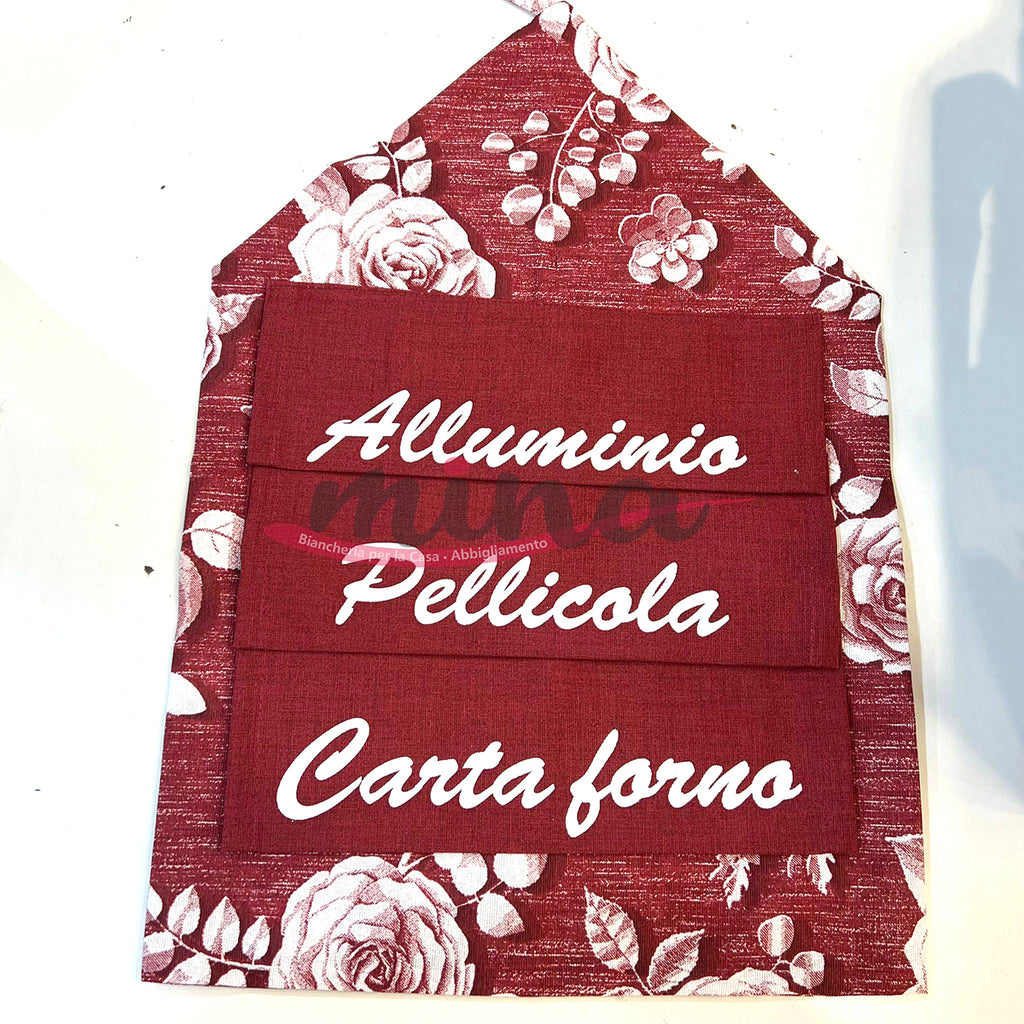 Alluminio
mina
Biancheria per la Casa • Abbigliamento
Pellicola
Carta forno